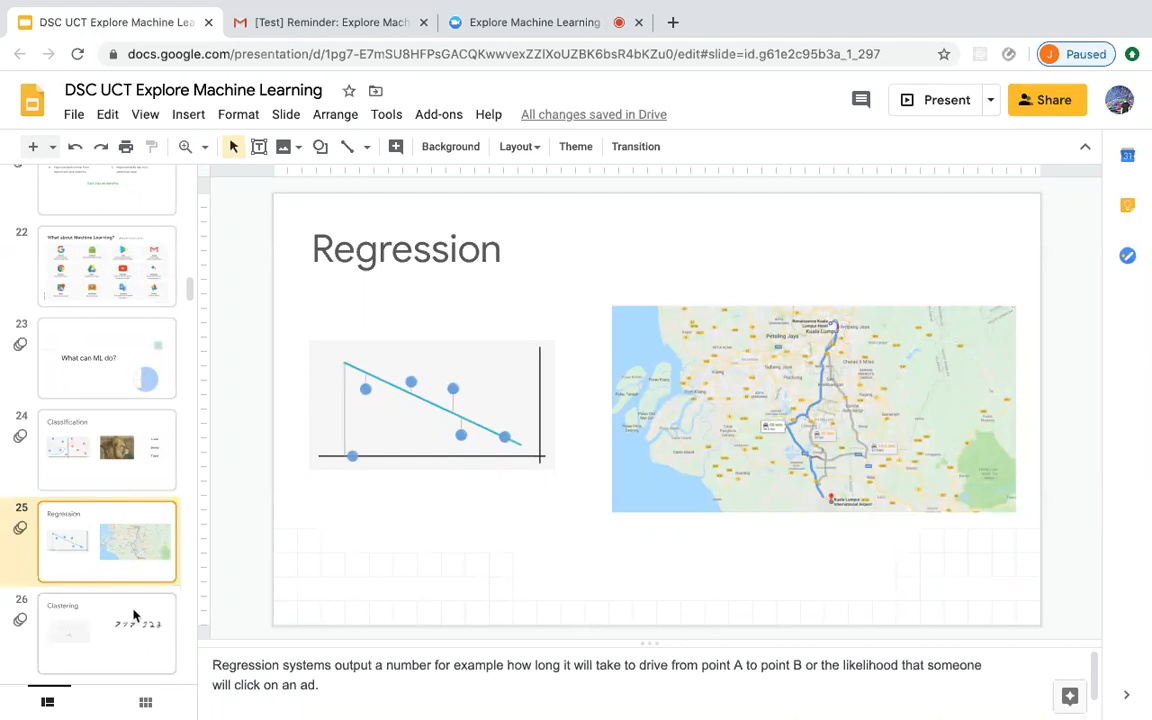 DSC UCT Explore Machine Lea
[Test] Reminder: Explore Mach
Explore Machine Learning
docs.google.com/presentation/d/1pg7-E7mSU8HFPsGACQKwwvexZZIXoUZBK6bsR4bKZu0/edit#slide=id.g61e2c95b3a_1_297
J
Paused
DSC UCT Explore Machine Learning
File Edit View Insert Format Slide Arrange Tools Add-ons Help All changes saved in Drive
Present
Share
Background Layout Theme Transition
31
22
What about Machine Learning?
23
What can ML do?
24
Classification
25
Regression
26
Clastering
Regression
Regression systems output a number for example how long it will take to drive from point A to point B or the likelihood that someone
will click on an ad.